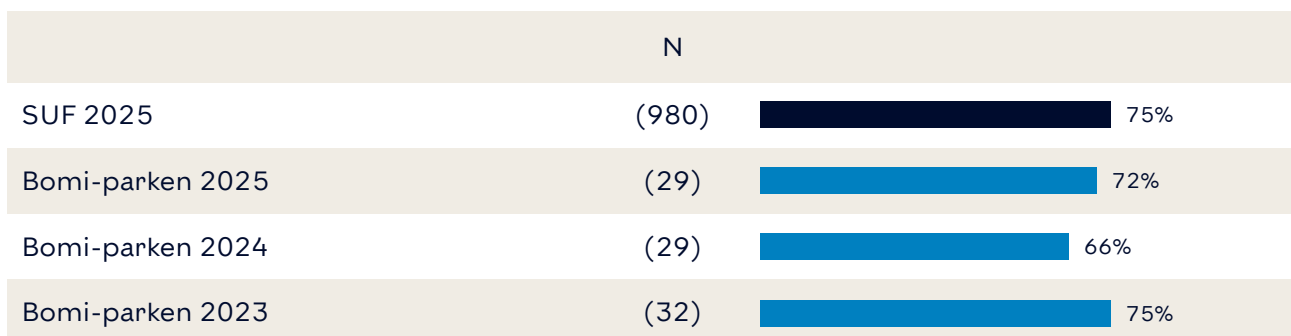 N
SUF 2025 (980) 75%
Bomi-parken 2025 (29) 72%
Bomi-parken 2024 (29) 66%
Bomi-parken 2023 (32) 75%